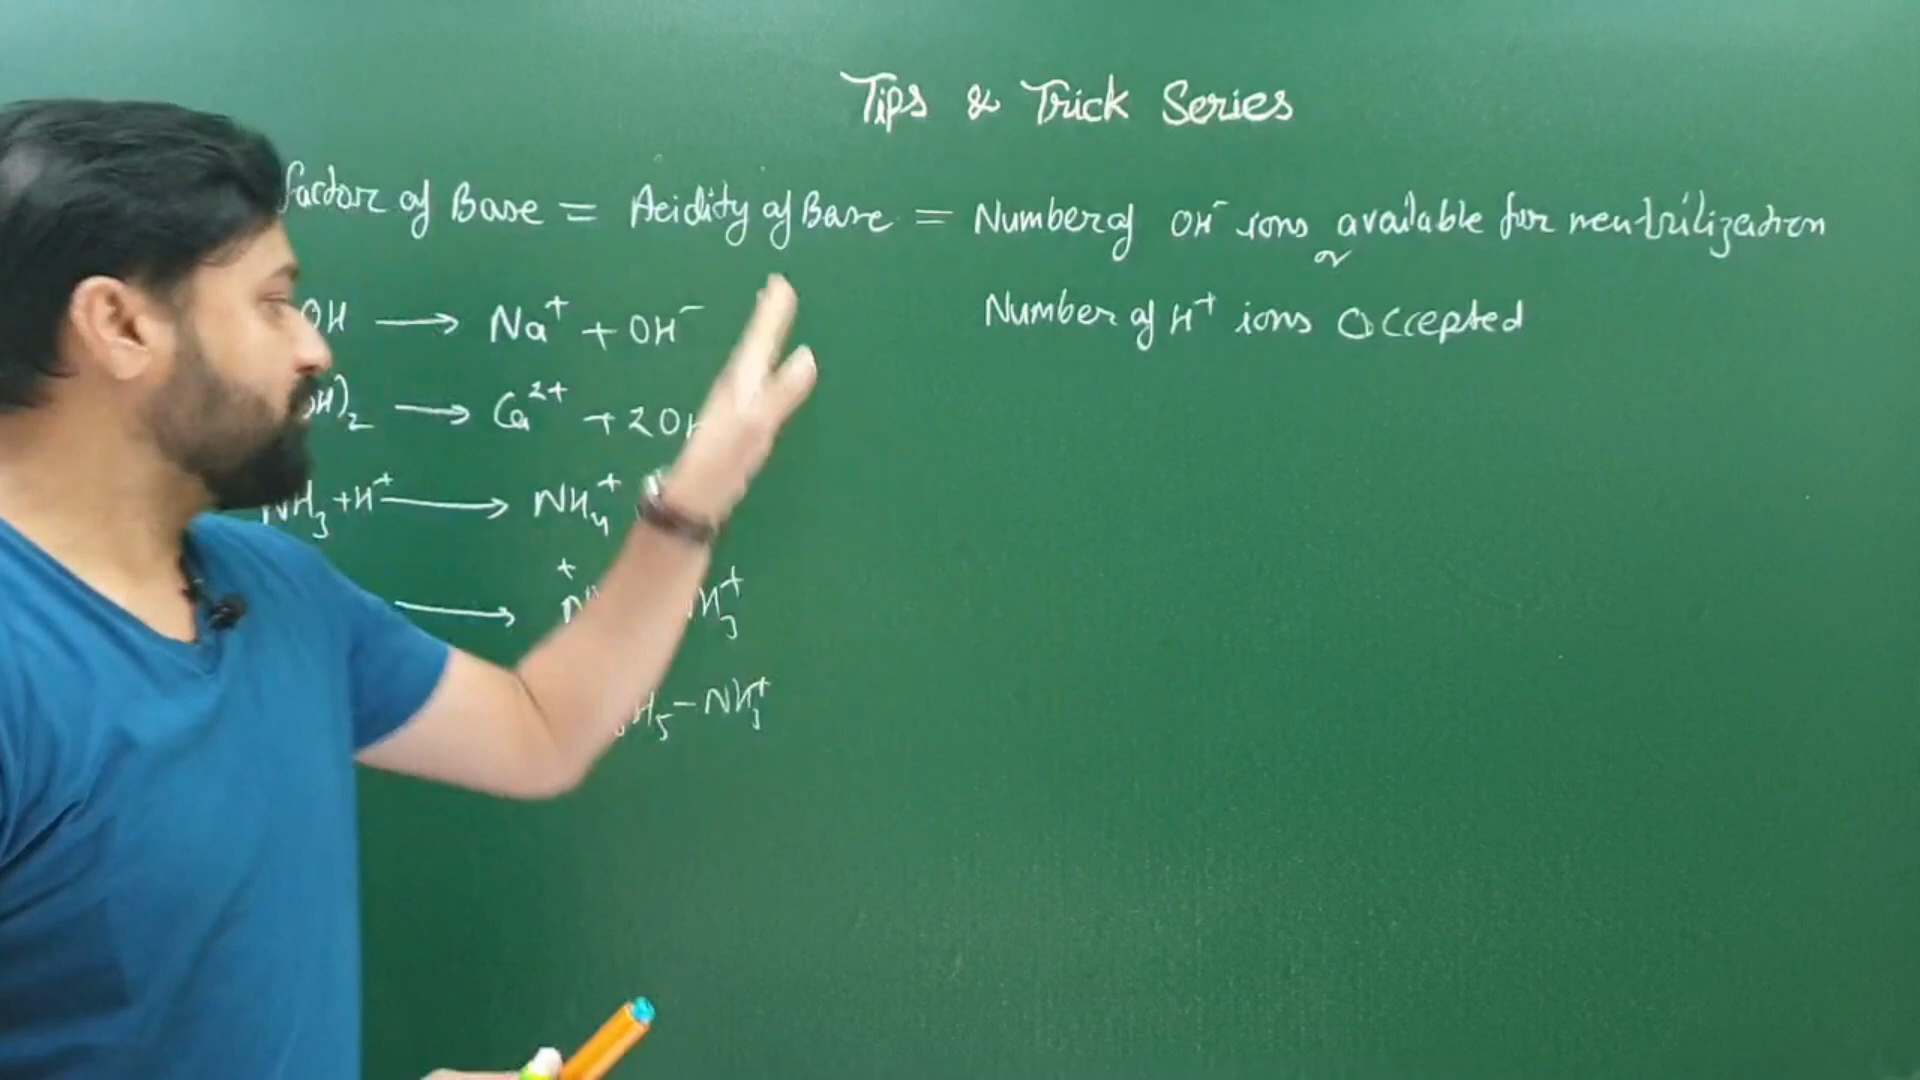 Tips & Trick Series
factor of Base = Acidity of Base = Number of OH⁻ ions available for neutrilization
or
Number of H⁺ ions accepted
OH → Na⁺ + OH⁻
OH)₂ → Ca²⁺ + 2OH
NH₃ + H⁺ → NH₄⁺
→ ⁺N H₃⁺
H₅ – NH₃⁺